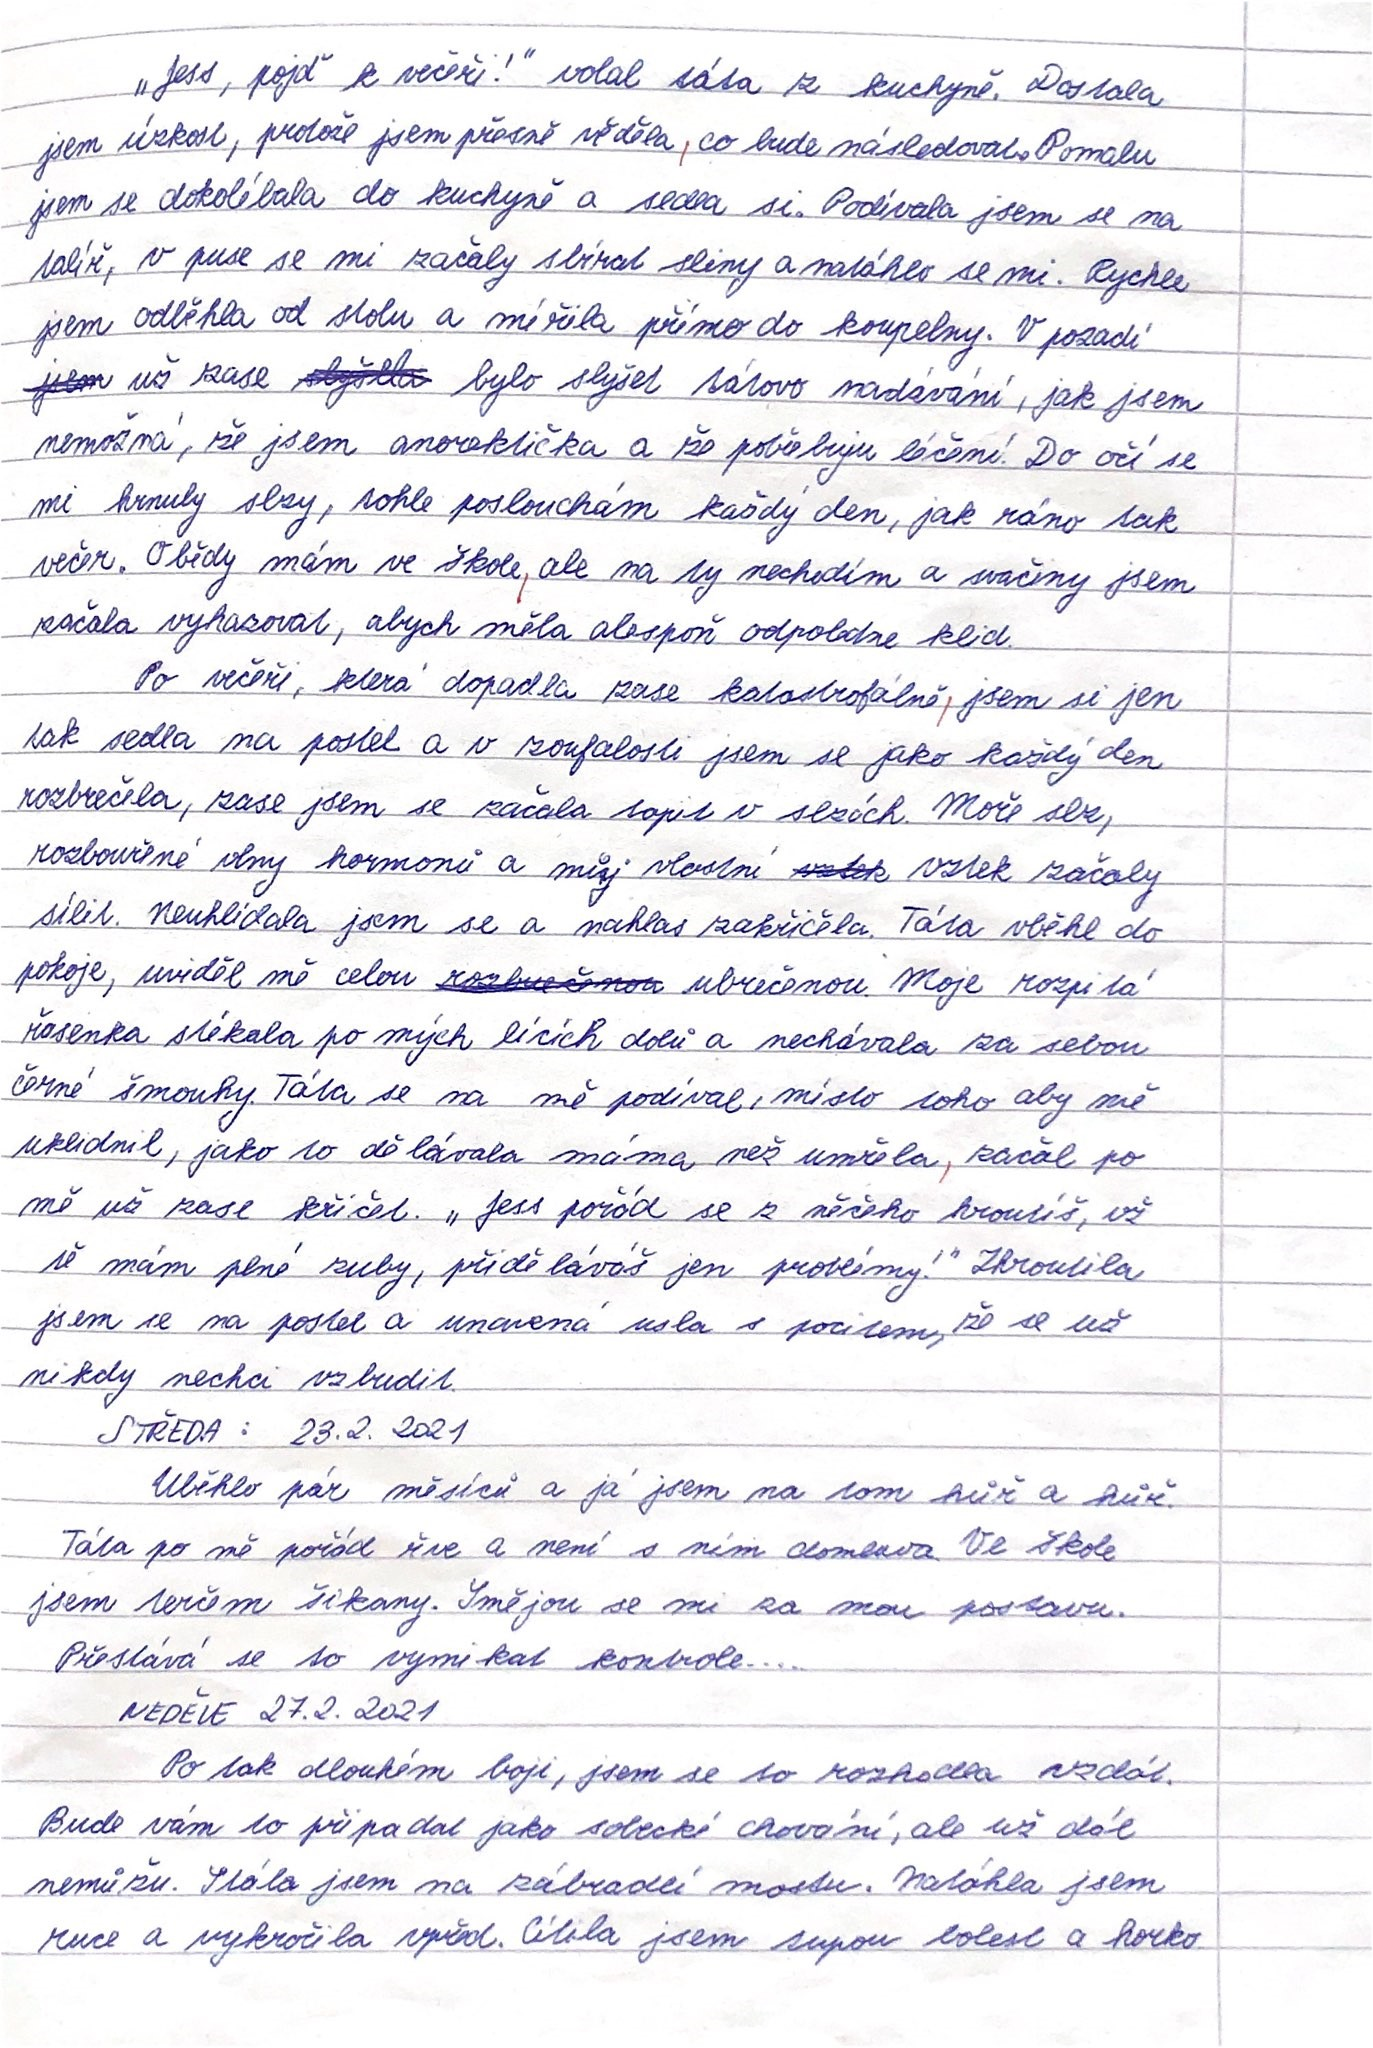 „Jess, pojď k večeři!“ volal táta z kuchyně. Dostala
jsem úzkost, protože jsem přesně věděla, co bude následovat. Pomalu
jsem se dokolébala do kuchyně a sedla si. Podívala jsem se na
talíř, v puse se mi začaly sbírat sliny a natáhlo se mi. Rychle
jsem odběhla od stolu a mířila přímo do koupelny. V pozadí
jsem už zase slyšela bylo slyšet tátovo nadávání, jak jsem
nemožná, že jsem anorektička a že potřebuju léčení. Do očí se
mi hrnuly slzy, tohle poslouchám každý den, jak ráno tak
večer. Obědy mám ve škole, ale na ty nechodím a svačiny jsem
začala vyhazovat, abych měla alespoň odpoledne klid.
Po večeři, která dopadla zase katastrofálně, jsem si jen
tak sedla na postel a v zoufalosti jsem se jako každý den
rozbrečela, zase jsem se začala topit v slzách. Moře slz,
rozbouřené vlny hormonů a můj vlastní vztek vztek začaly
sílit. Neuhlídala jsem se a nahlas zakřičela. Táta vběhl do
pokoje, uviděl mě celou rozbrečenou ubrečenou. Moje rozpitá
řasenka stékala po mých lících dolů a nechávala za sebou
černé šmouhy. Táta se na mě podíval, místo toho aby mě
uklidnil, jako to dělávala máma než umřela, začal po
mě už zase křičet. „Jess pořád se z něčeho hroutíš, už
tě mám plné zuby, přiděláváš jen problémy!“ Zhroutila
jsem se na postel a unavená usla s pocitem, že se už
nikdy nechci vzbudit.
STŘEDA: 23.2. 2021
Uběhlo pár měsíců a já jsem na tom hůř a hůř.
Táta po mě pořád řve a není s ním domluva. Ve škole
jsem terčem šikany. Smějou se mi za mou postavu.
Přestává se to vymikat kontrole.....
NEDĚLE 27.2. 2021
Po tak dlouhém boji, jsem se to rozhodla vzdát.
Bude vám to připadat jako sobecké chování, ale už dál
nemůžu. Stála jsem na zábradlí mostu. Natáhla jsem
ruce a vykročila vpřed. Cítila jsem tupou bolest a horko